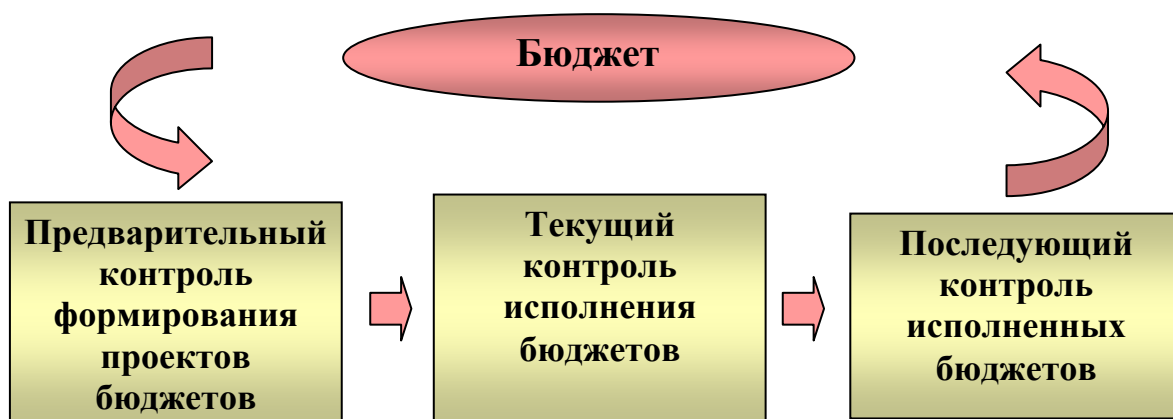 Бюджет
Предварительный
контроль
формирования
проектов
бюджетов
Текущий
контроль
исполнения
бюджетов
Последующий
контроль
исполненных
бюджетов